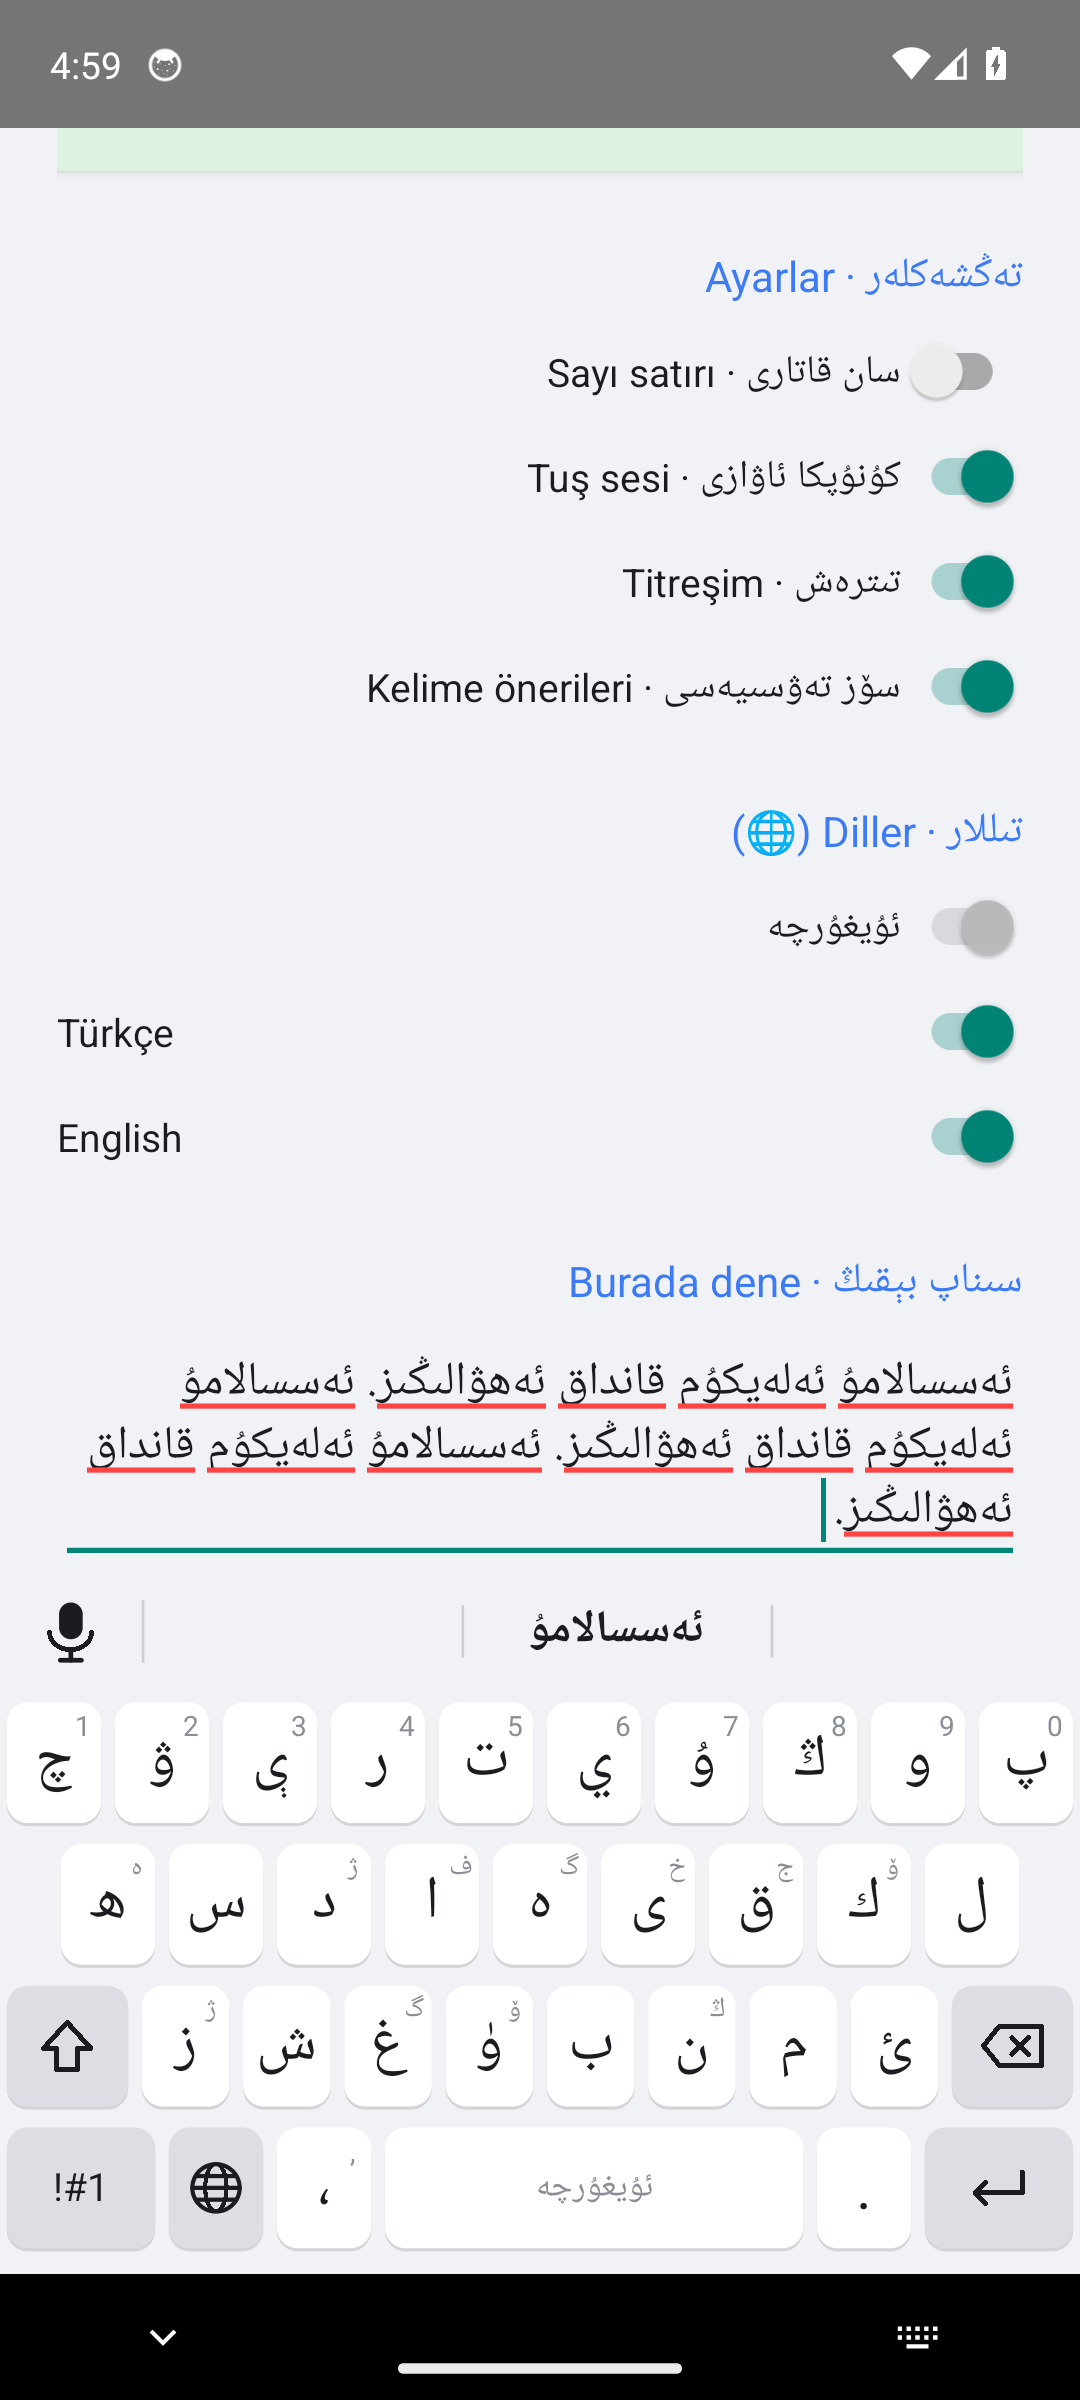 4:59
تەڭشەكلەر · Ayarlar
سان قاتارى · Sayı satırı
كۇنۇپكا ئاۋازى · Tuş sesi
تىترەش · Titreşim
سۆز تەۋسىيەسى · Kelime önerileri
تىللار · Diller (🌐)
ئۇيغۇرچە
Türkçe
English
سىناپ بېقىڭ · Burada dene
ئەسسالامۇ ئەلەيكۇم قانداق ئەھۋالىڭىز. ئەسسالامۇ
ئەلەيكۇم قانداق ئەھۋالىڭىز. ئەسسالامۇ ئەلەيكۇم قانداق
ئەھۋالىڭىز.
ئەسسالامۇ
چ 1 ۋ 2 ې 3 ر 4 ت 5 ي 6 ۇ 7 ڭ 8 و 9 پ 0
ھ ە س د ژ ا ف ە گ ى خ ق ج ك ۆ ل
ز ژ ش غ گ ۈ ۆ ب ن ڭ م ئ
!#1 ، ’ ئۇيغۇرچە .